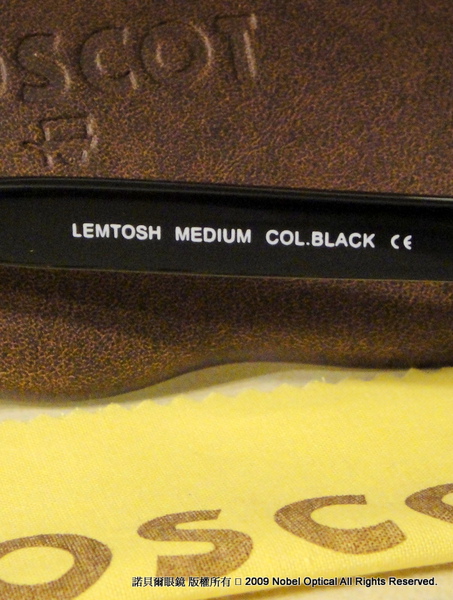 OSCOT
LEMTOSH MEDIUM COL.BLACK CE
OSCO
諾貝爾眼鏡 版權所有 □ 2009 Nobel Optical All Rights Reserved.